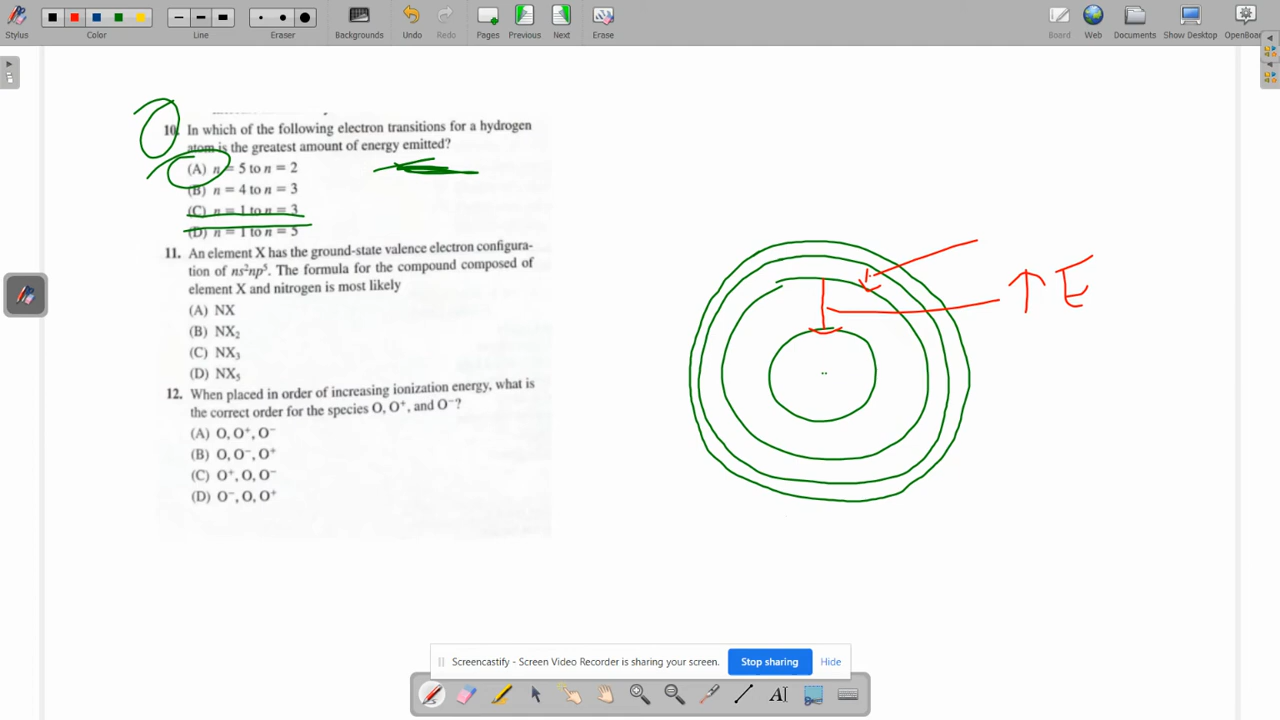 Stylus
Color
Line
Eraser
Backgrounds
Undo
Redo
Pages
Previous
Next
Erase
Board
Web
Documents
Show Desktop
OpenBoard
10. In which of the following electron transitions for a hydrogen
atom is the greatest amount of energy emitted?
(A) n = 5 to n = 2
(B) n = 4 to n = 3
(C) n = 1 to n = 3
(D) n = 1 to n = 5
11. An element X has the ground-state valence electron configura-
tion of ns²np⁵. The formula for the compound composed of
element X and nitrogen is most likely
(A) NX
(B) NX₂
(C) NX₃
(D) NX₅
12. When placed in order of increasing ionization energy, what is
the correct order for the species O, O⁺, and O⁻?
(A) O, O⁺, O⁻
(B) O, O⁻, O⁺
(C) O⁺, O, O⁻
(D) O⁻, O, O⁺
↑ E
Screencastify - Screen Video Recorder is sharing your screen.
Stop sharing
Hide